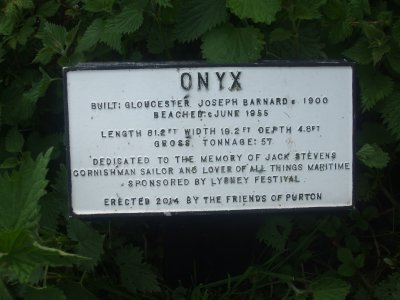 ONYX
BUILT: GLOUCESTER JOSEPH BARNARD c 1900
BEACHED: JUNE 1955
LENGTH 81.2FT WIDTH 19.2FT DEPTH 4.8FT
GROSS. TONNAGE: 57
DEDICATED TO THE MEMORY OF JACK STEVENS
CORNISHMAN SAILOR AND LOVER OF ALL THINGS MARITIME
SPONSORED BY LYDNEY FESTIVAL
ERECTED 2014 BY THE FRIENDS OF PURTON